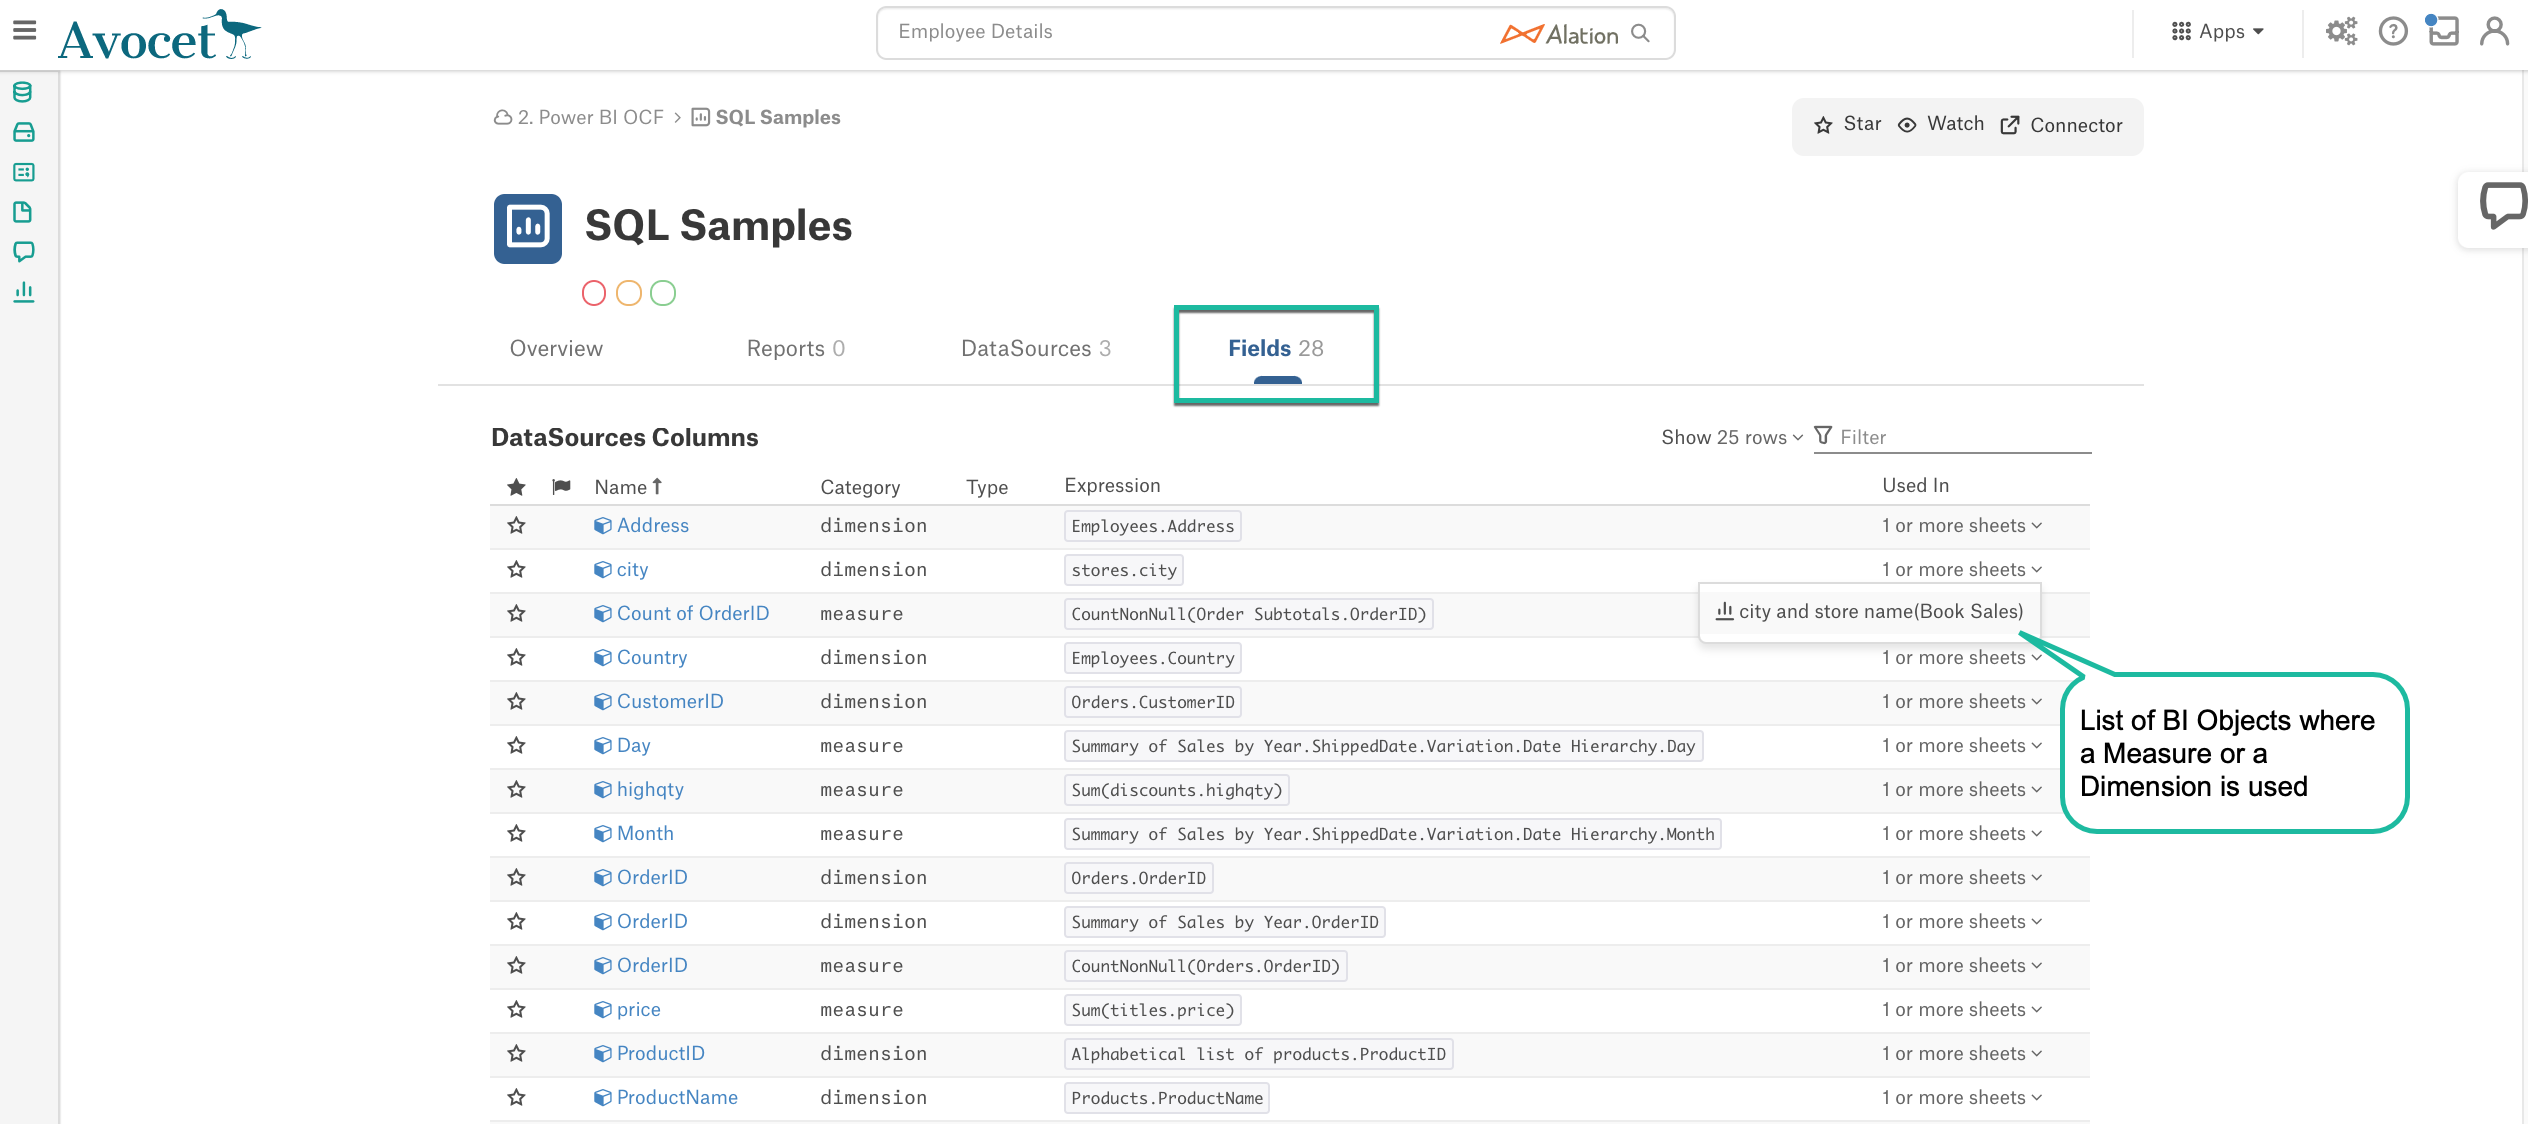 Avocet
Employee Details
Alation
Apps
2. Power BI OCF > SQL Samples
Star Watch Connector
SQL Samples
Overview Reports 0 DataSources 3 Fields 28
DataSources Columns
Show 25 rows Filter
Name↑ Category Type Expression Used In
Address dimension Employees.Address 1 or more sheets
city dimension stores.city 1 or more sheets
Count of OrderID measure CountNonNull(Order Subtotals.OrderID)
city and store name(Book Sales)
Country dimension Employees.Country 1 or more sheets
CustomerID dimension Orders.CustomerID 1 or more sheets
Day measure Summary of Sales by Year.ShippedDate.Variation.Date Hierarchy.Day 1 or more sheets
List of BI Objects where
a Measure or a
Dimension is used
highqty measure Sum(discounts.highqty) 1 or more sheets
Month measure Summary of Sales by Year.ShippedDate.Variation.Date Hierarchy.Month 1 or more sheets
OrderID dimension Orders.OrderID 1 or more sheets
OrderID dimension Summary of Sales by Year.OrderID 1 or more sheets
OrderID measure CountNonNull(Orders.OrderID) 1 or more sheets
price measure Sum(titles.price) 1 or more sheets
ProductID dimension Alphabetical list of products.ProductID 1 or more sheets
ProductName dimension Products.ProductName 1 or more sheets